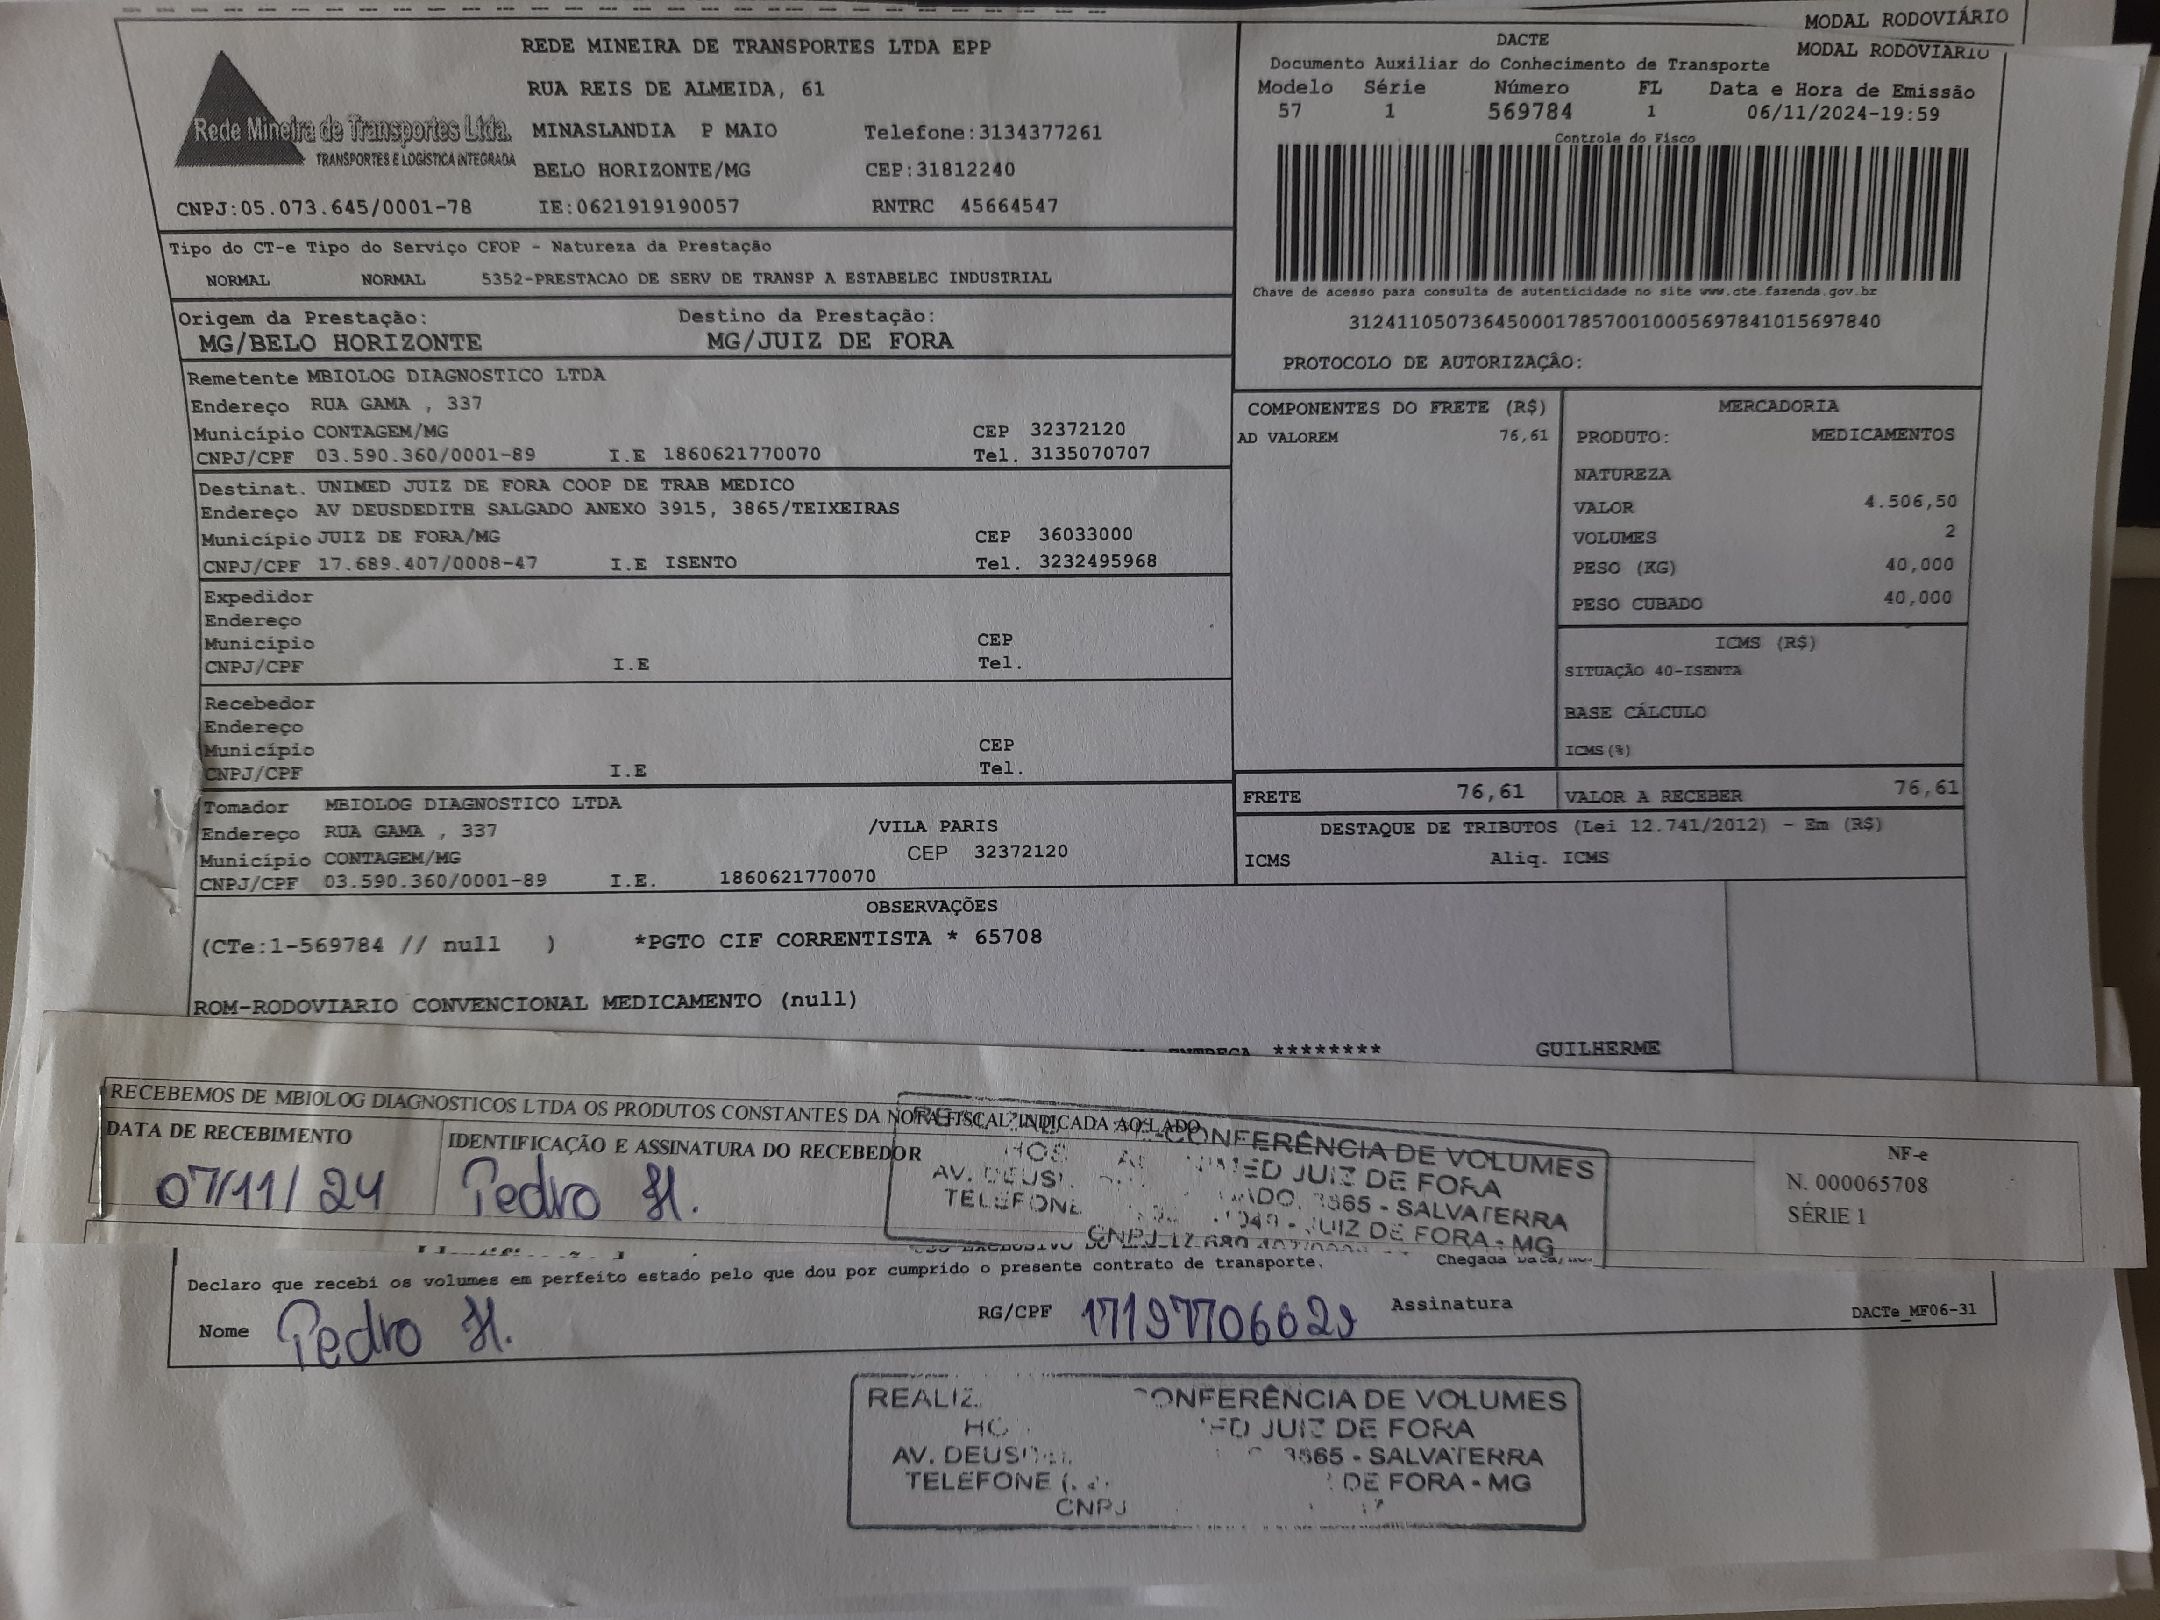 MODAL RODOVIÁRIO
MODAL RODOVIARIO
REDE MINEIRA DE TRANSPORTES LTDA EPP
RUA REIS DE ALMEIDA, 61
Rede Mineira de Transportes Ltda.
TRANSPORTES E LOGÍSTICA INTEGRADA
MINASLANDIA P MAIO Telefone:3134377261
BELO HORIZONTE/MG CEP:31812240
CNPJ:05.073.645/0001-78 IE:0621919190057 RNTRC 45664547
DACTE
Documento Auxiliar do Conhecimento de Transporte
Modelo Série Número FL Data e Hora de Emissão
57 1 569784 1 06/11/2024-19:59
Controle do Fisco
Chave de acesso para consulta de autenticidade no site www.cte.fazenda.gov.br
31241105073645000178570010005697841015697840
PROTOCOLO DE AUTORIZAÇÂO:
Tipo do CT-e Tipo do Serviço CFOP - Natureza da Prestação
NORMAL NORMAL 5352-PRESTACAO DE SERV DE TRANSP A ESTABELEC INDUSTRIAL
Origem da Prestação: Destino da Prestação:
MG/BELO HORIZONTE MG/JUIZ DE FORA
Remetente MBIOLOG DIAGNOSTICO LTDA
Endereço RUA GAMA , 337
Município CONTAGEM/MG CEP 32372120
CNPJ/CPF 03.590.360/0001-89 I.E 1860621770070 Tel. 3135070707
Destinat. UNIMED JUIZ DE FORA COOP DE TRAB MEDICO
Endereço AV DEUSDEDITH SALGADO ANEXO 3915, 3865/TEIXEIRAS
Município JUIZ DE FORA/MG CEP 36033000
CNPJ/CPF 17.689.407/0008-47 I.E ISENTO Tel. 3232495968
Expedidor
Endereço
Município CEP
CNPJ/CPF I.E Tel.
Recebedor
Endereço
Município CEP
CNPJ/CPF I.E Tel.
Tomador MBIOLOG DIAGNOSTICO LTDA
Endereço RUA GAMA , 337 /VILA PARIS
Município CONTAGEM/MG CEP 32372120
CNPJ/CPF 03.590.360/0001-89 I.E. 1860621770070
COMPONENTES DO FRETE (R$)
AD VALOREM 76,61
MERCADORIA
PRODUTO: MEDICAMENTOS
NATUREZA
VALOR 4.506,50
VOLUMES 2
PESO (KG) 40,000
PESO CUBADO 40,000
ICMS (R$)
SITUAÇÃO 40-ISENTA
BASE CÁLCULO
ICMS(%)
FRETE 76,61 VALOR A RECEBER 76,61
DESTAQUE DE TRIBUTOS (Lei 12.741/2012) - Em (R$)
ICMS Aliq. ICMS
OBSERVAÇÕES
(CTe:1-569784 // null ) *PGTO CIF CORRENTISTA * 65708
ROM-RODOVIARIO CONVENCIONAL MEDICAMENTO (null)
ENTREGA ******** GUILHERME
RECEBEMOS DE MBIOLOG DIAGNOSTICOS LTDA OS PRODUTOS CONSTANTES DA NOTA FISCAL INDICADA AO LADO
DATA DE RECEBIMENTO IDENTIFICAÇÃO E ASSINATURA DO RECEBEDOR
07/11/24 Pedro H.
NF-e
N. 000065708
SÉRIE 1
CONFERÊNCIA DE VOLUMES
JUIZ DE FORA
AV. 3865 - SALVATERRA
TELEFONE JUIZ DE FORA - MG
CNPJ
Declaro que recebi os volumes em perfeito estado pelo que dou por cumprido o presente contrato de transporte. Chegada
Nome Pedro H. RG/CPF 17197706629 Assinatura DACTe_MF06-31
CONFERÊNCIA DE VOLUMES
JUIZ DE FORA
AV. 3865 - SALVATERRA
TELEFONE DE FORA - MG
CNPJ